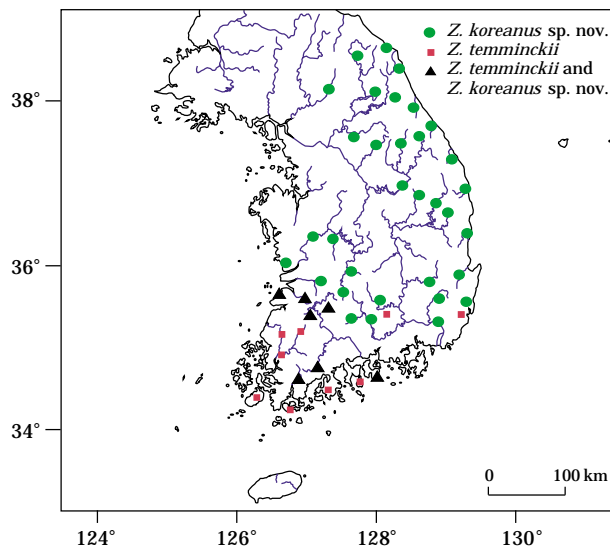 Z. koreanus sp. nov.
Z. temminckii
Z. temminckii and
Z. koreanus sp. nov.
38°
36°
34°
0 100 km
124° 126° 128° 130°